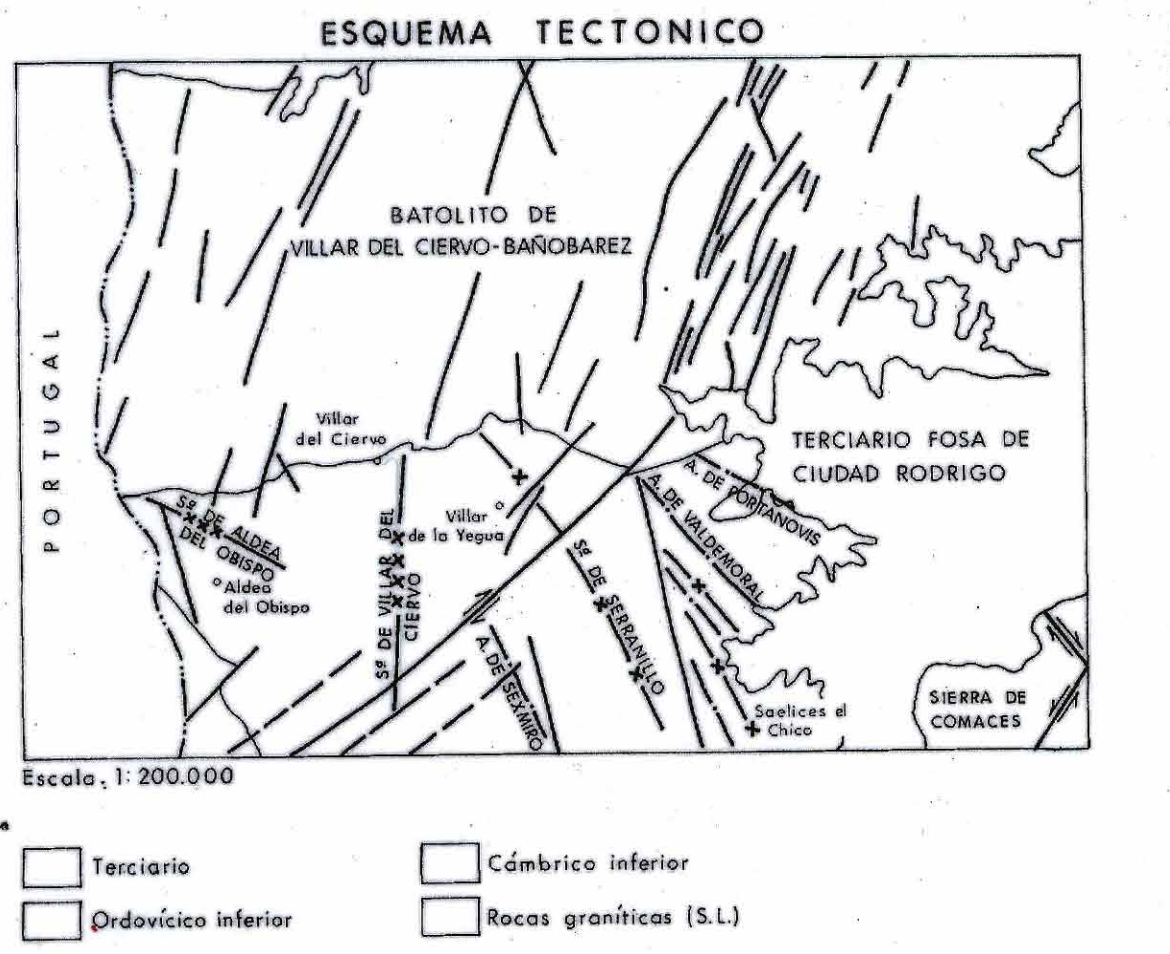 ESQUEMA TECTONICO
BATOLITO DE
VILLAR DEL CIERVO-BAÑOBAREZ
PORTUGAL
Villar
del Ciervo
TERCIARIO FOSA DE
CIUDAD RODRIGO
Sº DE ALDEA
DEL OBISPO
Aldea
del Obispo
Sº DE VILLAR DEL
CIERVO
Villar
de la Yegua
A. DE PORTANOVIS
A. DE VALDEMORAL
Sº DE SERRANILLO
A. DE SEXMIRO
Saelices el
Chico
SIERRA DE
COMACES
Escala. 1:200.000
Terciario
Ordovícico inferior
Cámbrico inferior
Rocas graníticas (S.L.)